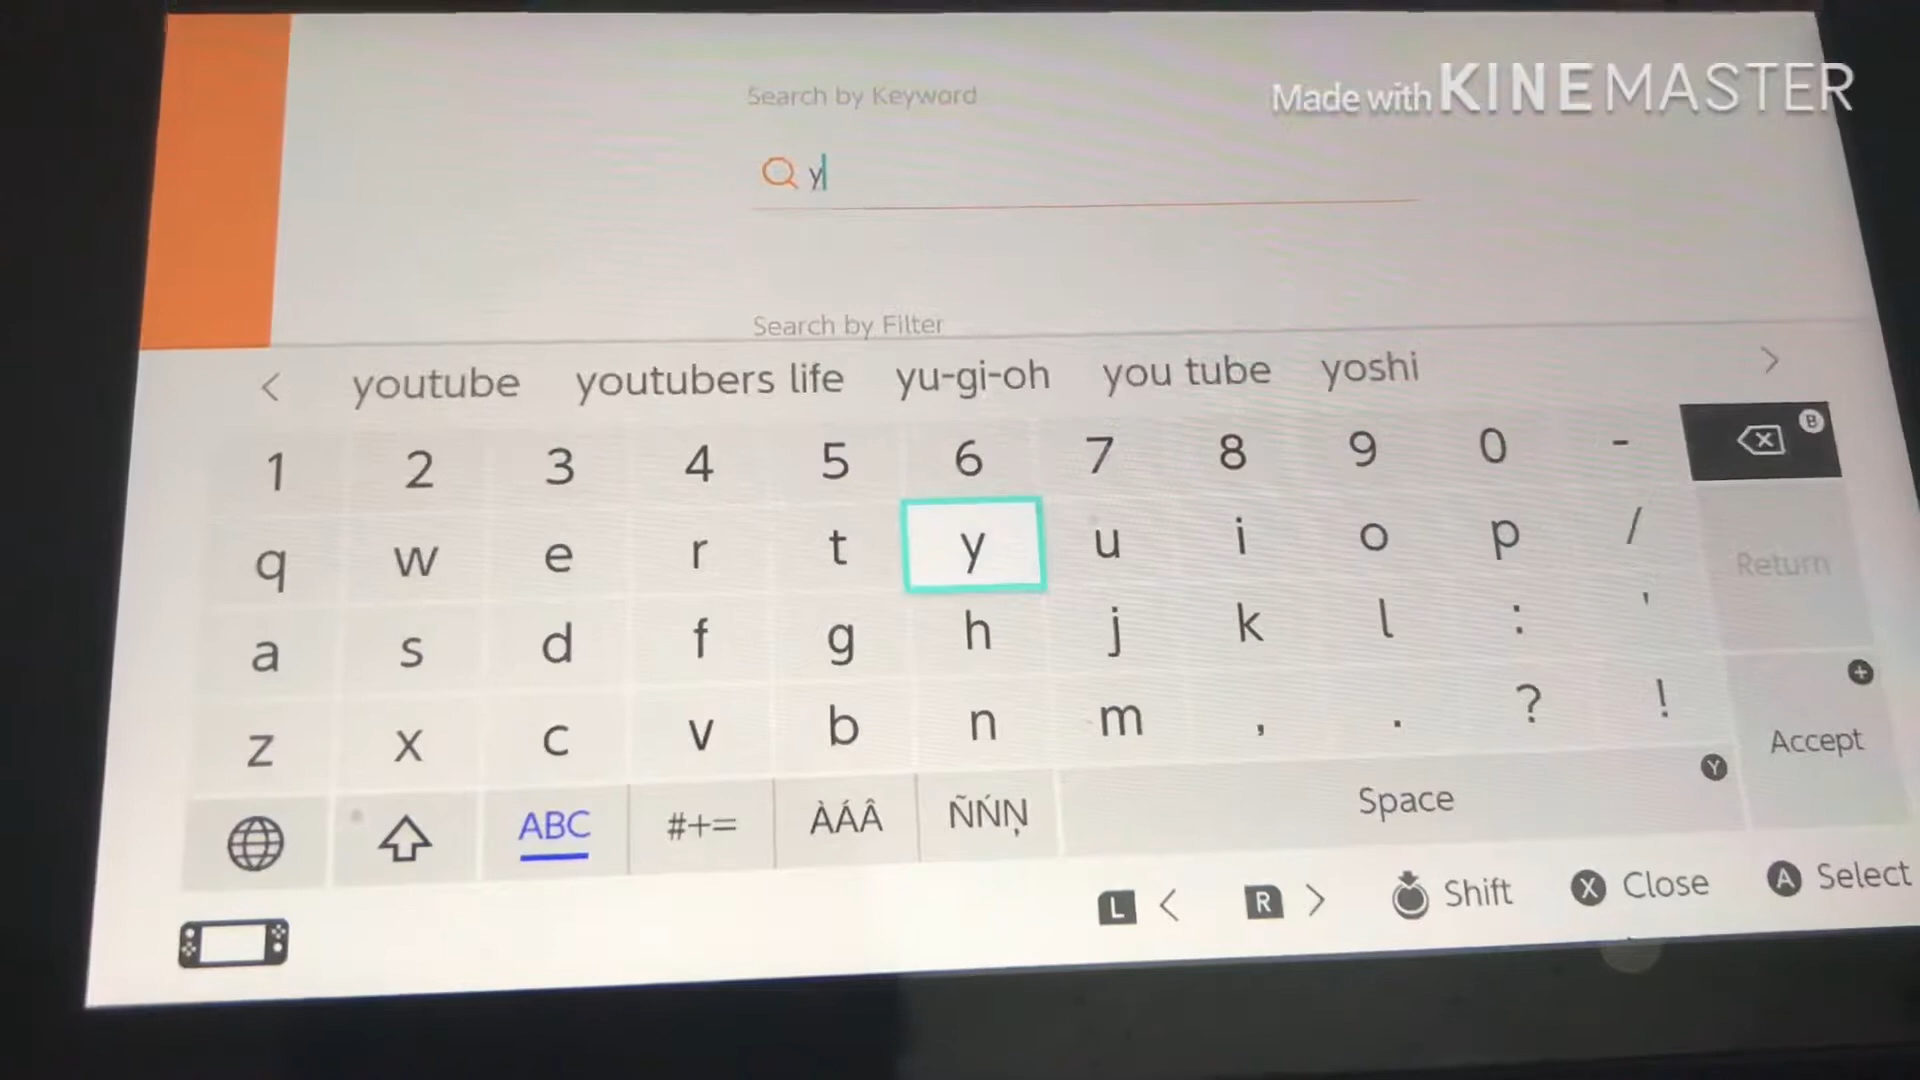 Search by Keyword
Made with KINEMASTER
y
Search by Filter
< youtube youtubers life yu-gi-oh you tube yoshi >
1 2 3 4 5 6 7 8 9 0 - B
q w e r t y u i o p / Return
a s d f g h j k l : '
z x c v b n m , . ? ! + Accept
ABC #+= ÀÁÂ ÑŃŅ Space Y
L < R > Shift X Close A Select